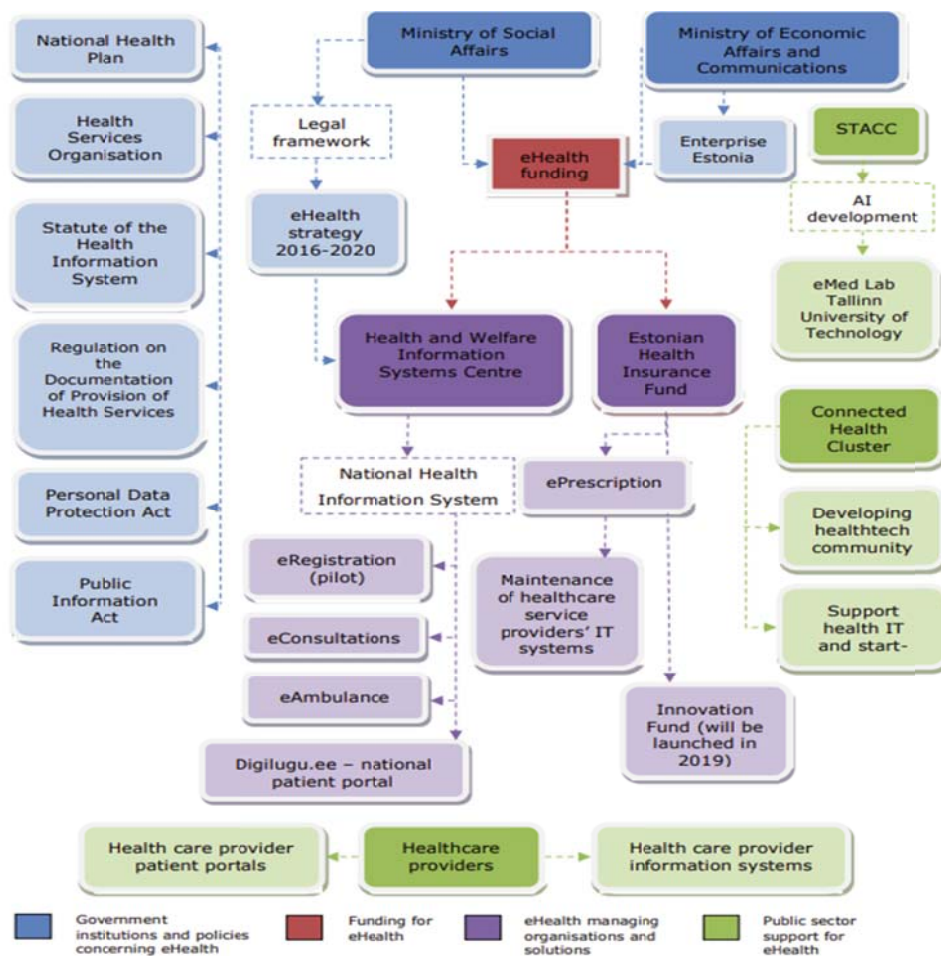 National Health
Plan
Health
Services
Organisation
Statute of the
Health
Information
System
Regulation on
the
Documentation
of Provision of
Health Services
Personal Data
Protection Act
Public
Information
Act
Ministry of Social
Affairs
Ministry of Economic
Affairs and
Communications
Legal
framework
eHealth
strategy
2016-2020
eHealth
funding
Enterprise
Estonia
STACC
AI
development
eMed Lab
Tallinn
University of
Technology
Health and Welfare
Information
Systems Centre
Estonian
Health
Insurance
Fund
Connected
Health
Cluster
National Health
Information System
ePrescription
Developing
healthtech
community
eRegistration
(pilot)
eConsultations
eAmbulance
Digilugu.ee – national
patient portal
Maintenance
of healthcare
service
providers’ IT
systems
Support
health IT
and start-
Innovation
Fund (will be
launched in
2019)
Health care provider
patient portals
Healthcare
providers
Health care provider
information systems
Government
institutions and policies
concerning eHealth
Funding for
eHealth
eHealth managing
organisations and
solutions
Public sector
support for
eHealth